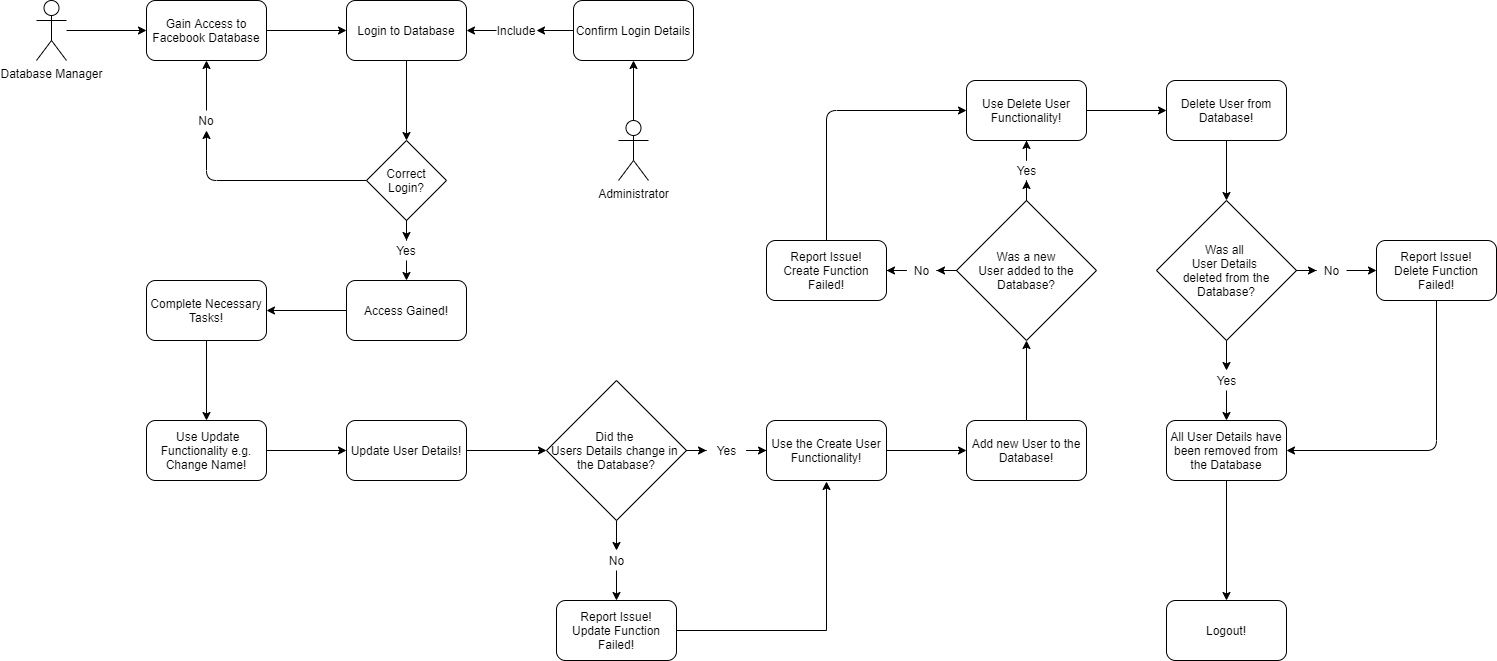 Database Manager
Gain Access to
Facebook Database
Login to Database
Include
Confirm Login Details
Administrator
No
Correct
Login?
Yes
Access Gained!
Complete Necessary
Tasks!
Use Update
Functionality e.g.
Change Name!
Update User Details!
Did the
Users Details change in
the Database?
Yes
No
Report Issue!
Update Function
Failed!
Use the Create User
Functionality!
Add new User to the
Database!
Was a new
User added to the
Database?
No
Report Issue!
Create Function
Failed!
Yes
Use Delete User
Functionality!
Delete User from
Database!
Was all
User Details
deleted from the
Database?
No
Report Issue!
Delete Function
Failed!
Yes
All User Details have
been removed from
the Database
Logout!